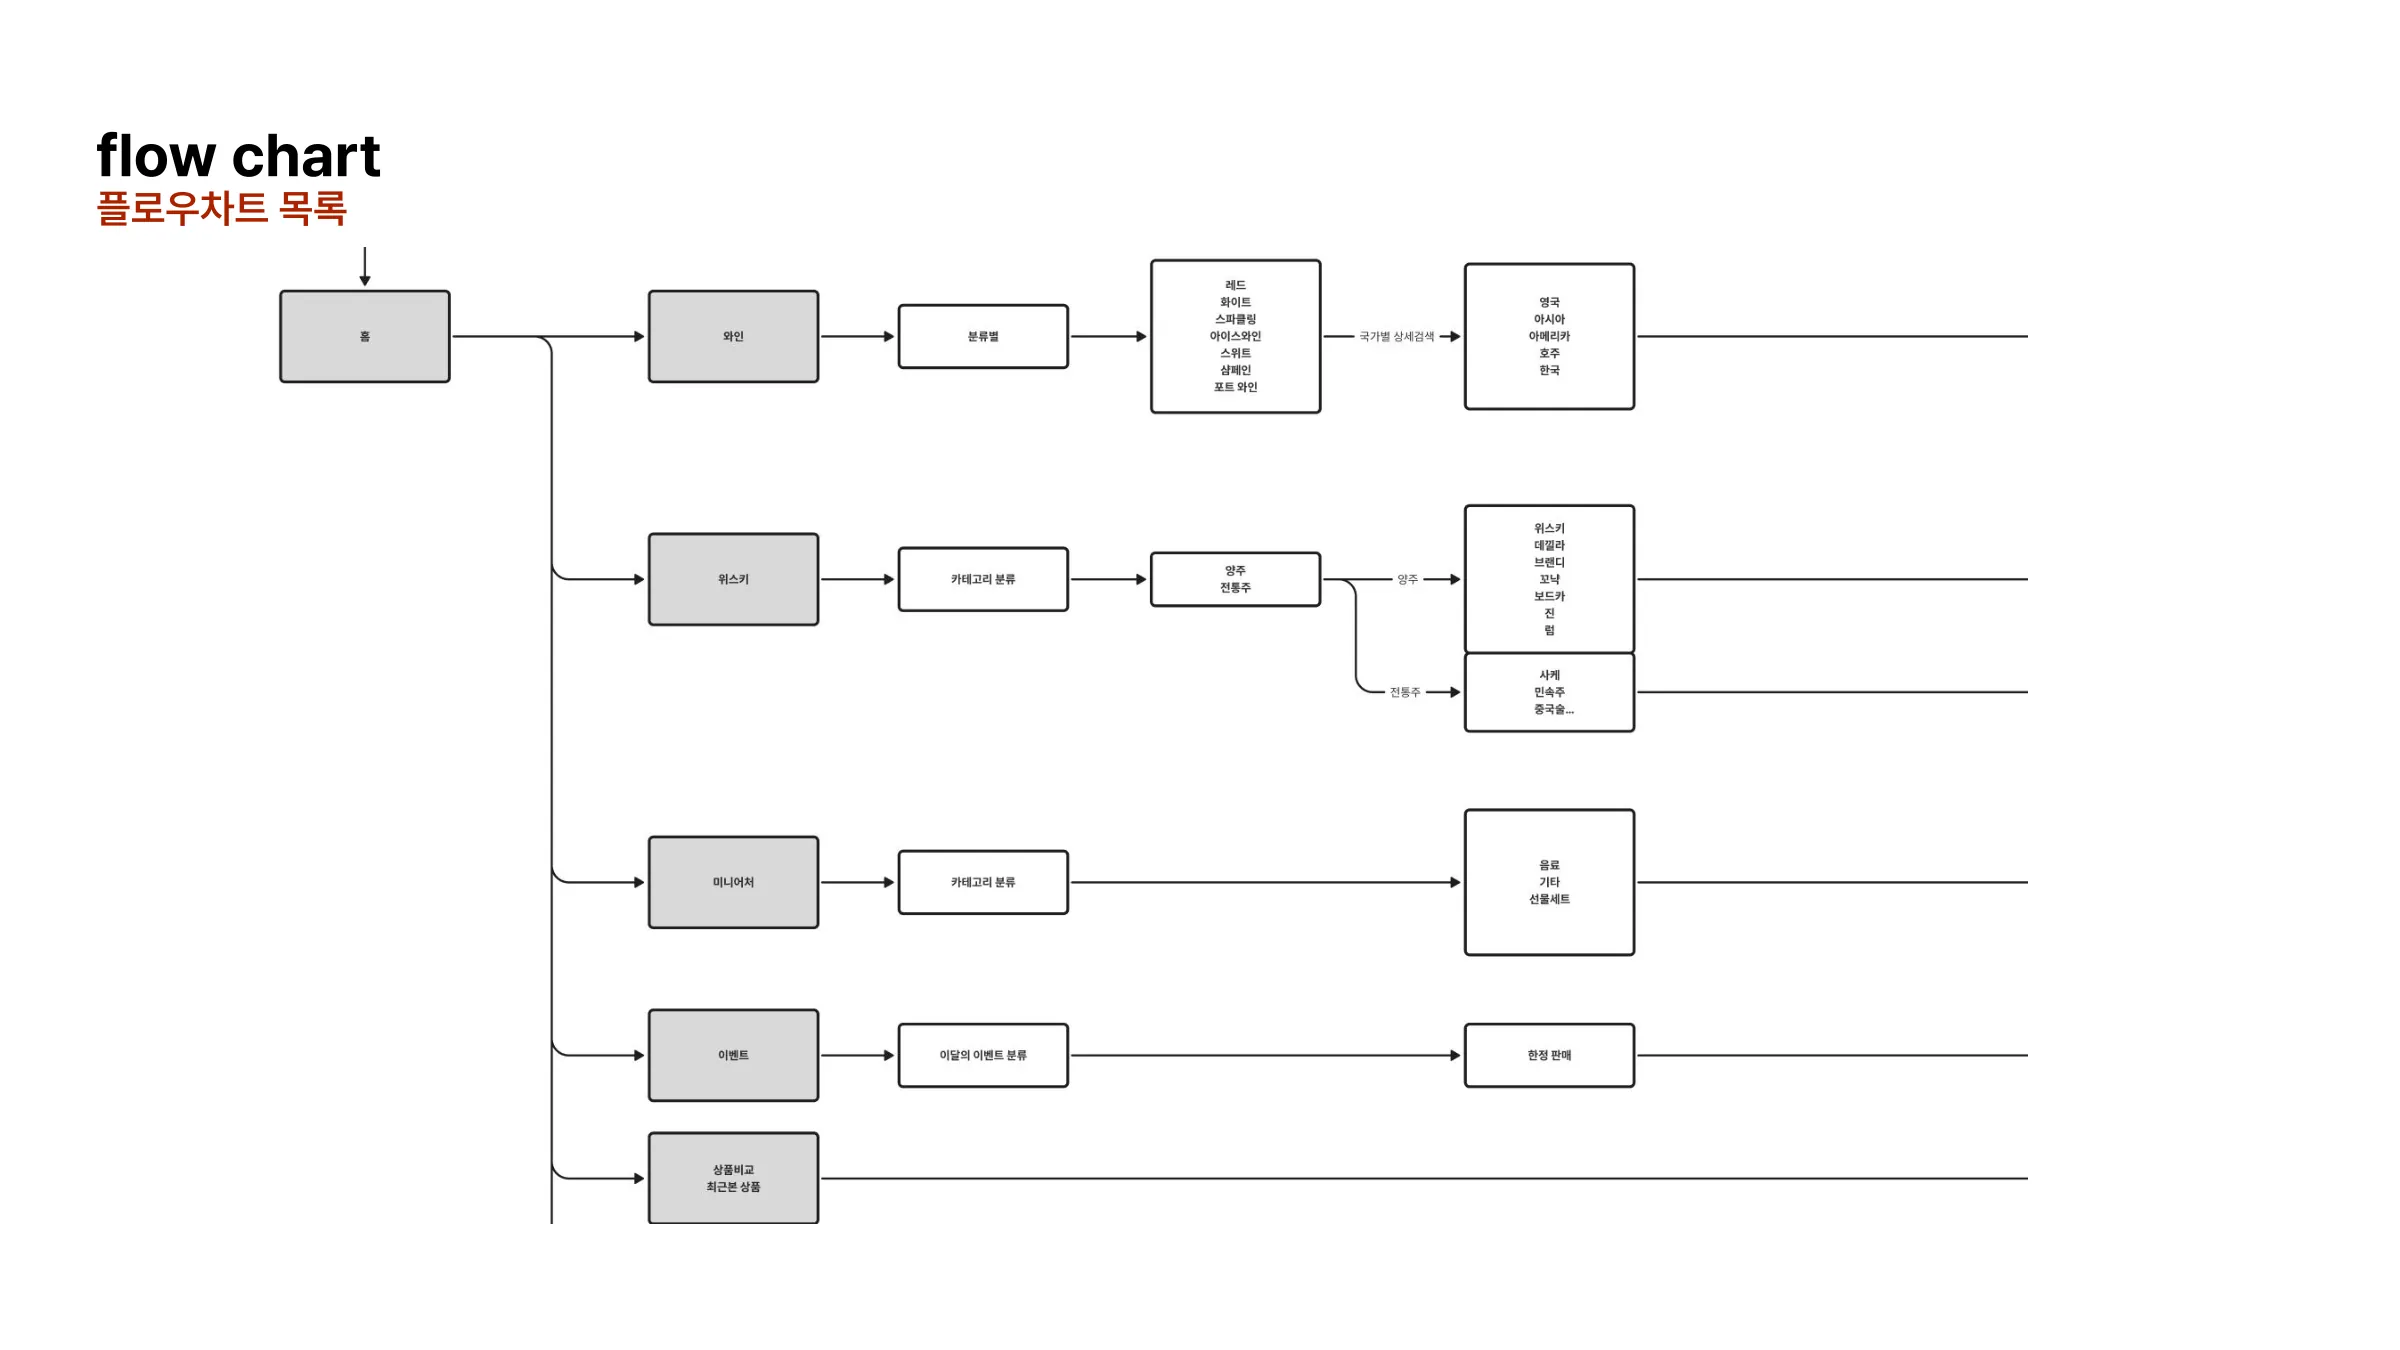 flow chart
플로우차트 목록
홈
와인
분류별
레드
화이트
스파클링
아이스와인
스위트
샴페인
포트 와인
국가별 상세검색
영국
아시아
아메리카
호주
한국
위스키
카테고리 분류
양주
전통주
양주
위스키
데낄라
브랜디
꼬냑
보드카
진
럼
전통주
사케
민속주
중국술...
미니어처
카테고리 분류
음료
기타
선물세트
이벤트
이달의 이벤트 분류
한정 판매
상품비교
최근본 상품